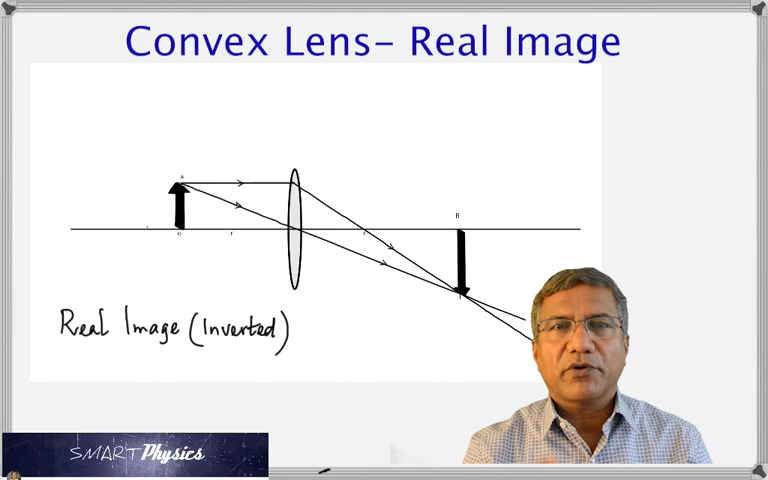 Convex Lens– Real Image
A
B
o
F
F
I
Real Image (Inverted)
SMARTPhysics